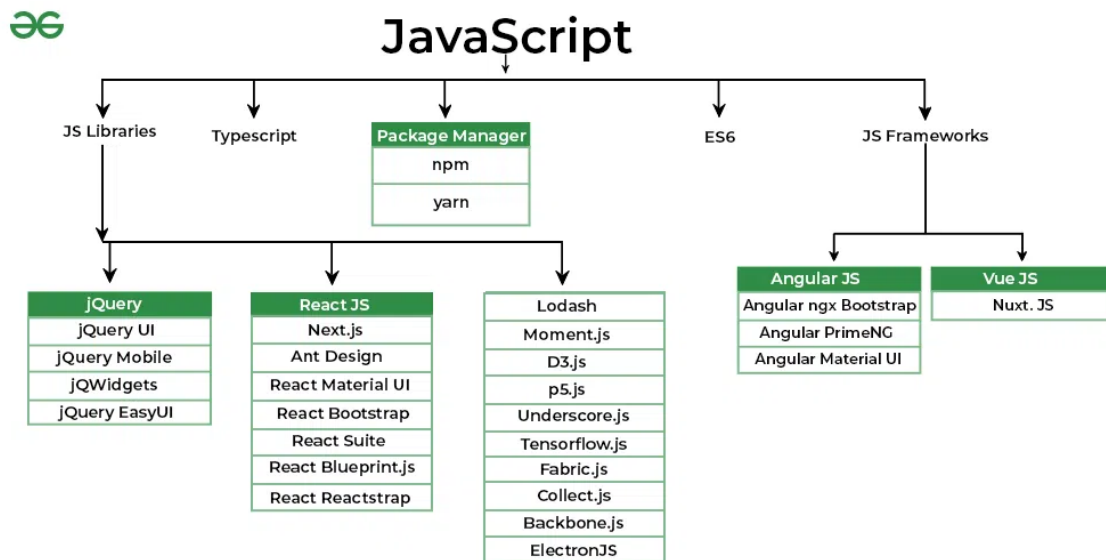 JavaScript
JS Libraries
Typescript
Package Manager
npm
yarn
ES6
JS Frameworks
jQuery
jQuery UI
jQuery Mobile
jQWidgets
jQuery EasyUI
React JS
Next.js
Ant Design
React Material UI
React Bootstrap
React Suite
React Blueprint.js
React Reactstrap
Lodash
Moment.js
D3.js
p5.js
Underscore.js
Tensorflow.js
Fabric.js
Collect.js
Backbone.js
ElectronJS
Angular JS
Angular ngx Bootstrap
Angular PrimeNG
Angular Material UI
Vue JS
Nuxt. JS